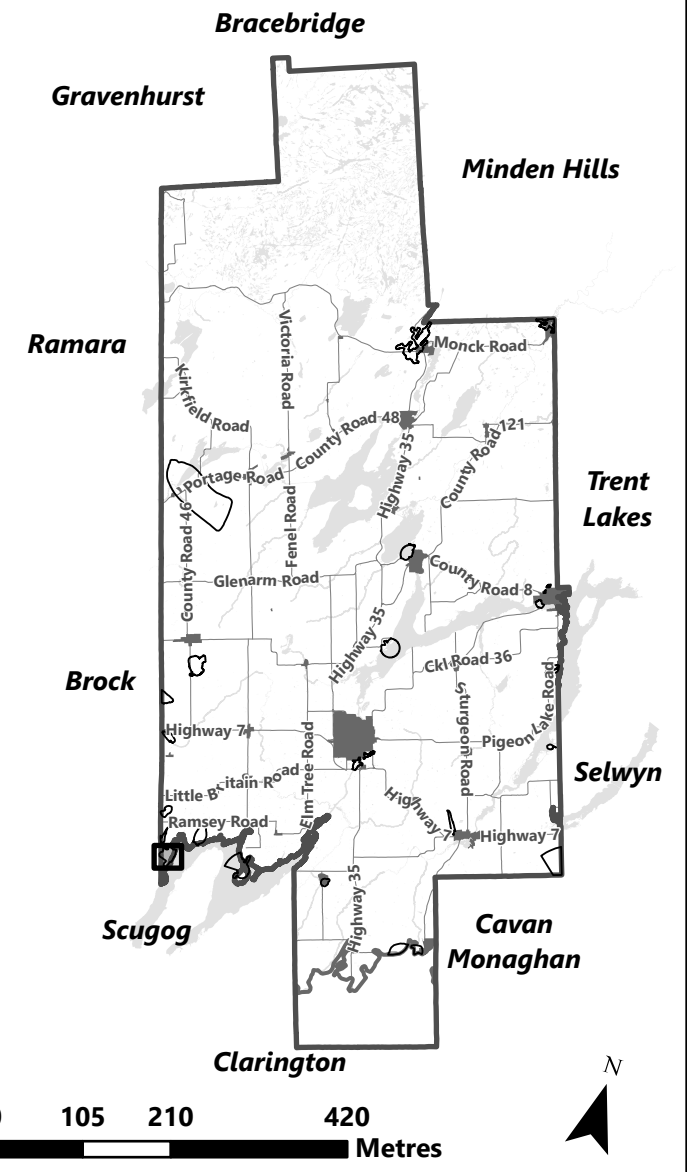 Bracebridge
Gravenhurst
Minden Hills
Ramara
Victoria Road
Monck Road
Kirkfield Road
County Road 48
121
Highway 35
County Road
Portage Road
Trent
Lakes
County Road 46
Fenel Road
Glenarm Road
County Road 8
Highway 35
Ckl Road 36
Brock
Sturgeon Road
Pigeon Lake Road
Highway 7
Elm Tree Road
Selwyn
Little Britain Road
Highway 7
Ramsey Road
Highway 7
Highway 35
Scugog
Cavan
Monaghan
Clarington
N
105 210 420
Metres